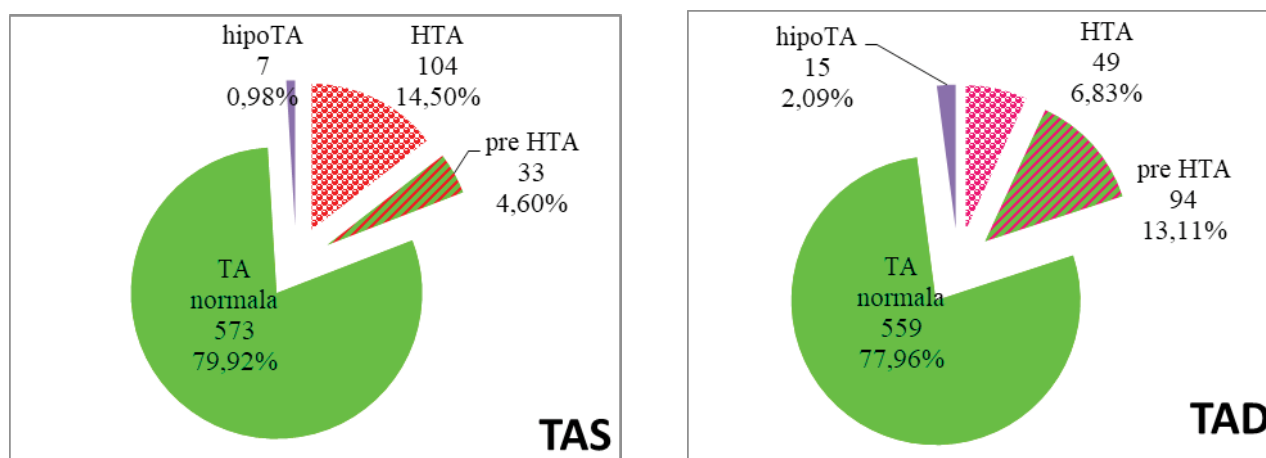 hipoTA
7
0,98%
HTA
104
14,50%
pre HTA
33
4,60%
TA
normala
573
79,92%
TAS
hipoTA
15
2,09%
HTA
49
6,83%
pre HTA
94
13,11%
TA
normala
559
77,96%
TAD